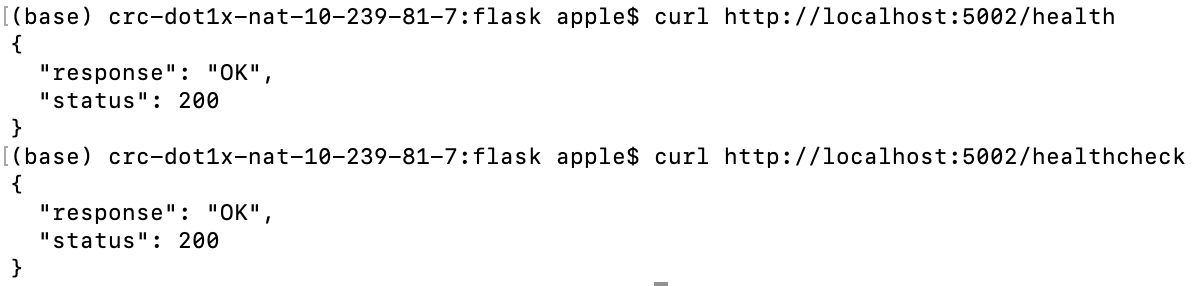 [(base) crc-dot1x-nat-10-239-81-7:flask apple$ curl http://localhost:5002/health
{
  "response": "OK",
  "status": 200
}
[(base) crc-dot1x-nat-10-239-81-7:flask apple$ curl http://localhost:5002/healthcheck
{
  "response": "OK",
  "status": 200
}